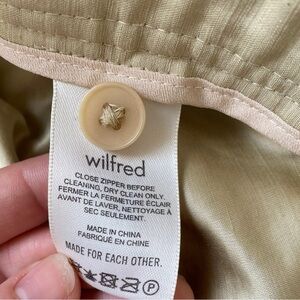 wilfred
CLOSE ZIPPER BEFORE
CLEANING, DRY CLEAN ONLY.
FERMER LA FERMETURE ÉCLAIR
AVANT DE LAVER, NETTOYAGE À
SEC SEULEMENT.
MADE IN CHINA
FABRIQUÉ EN CHINE
MADE FOR EACH OTHER.
P